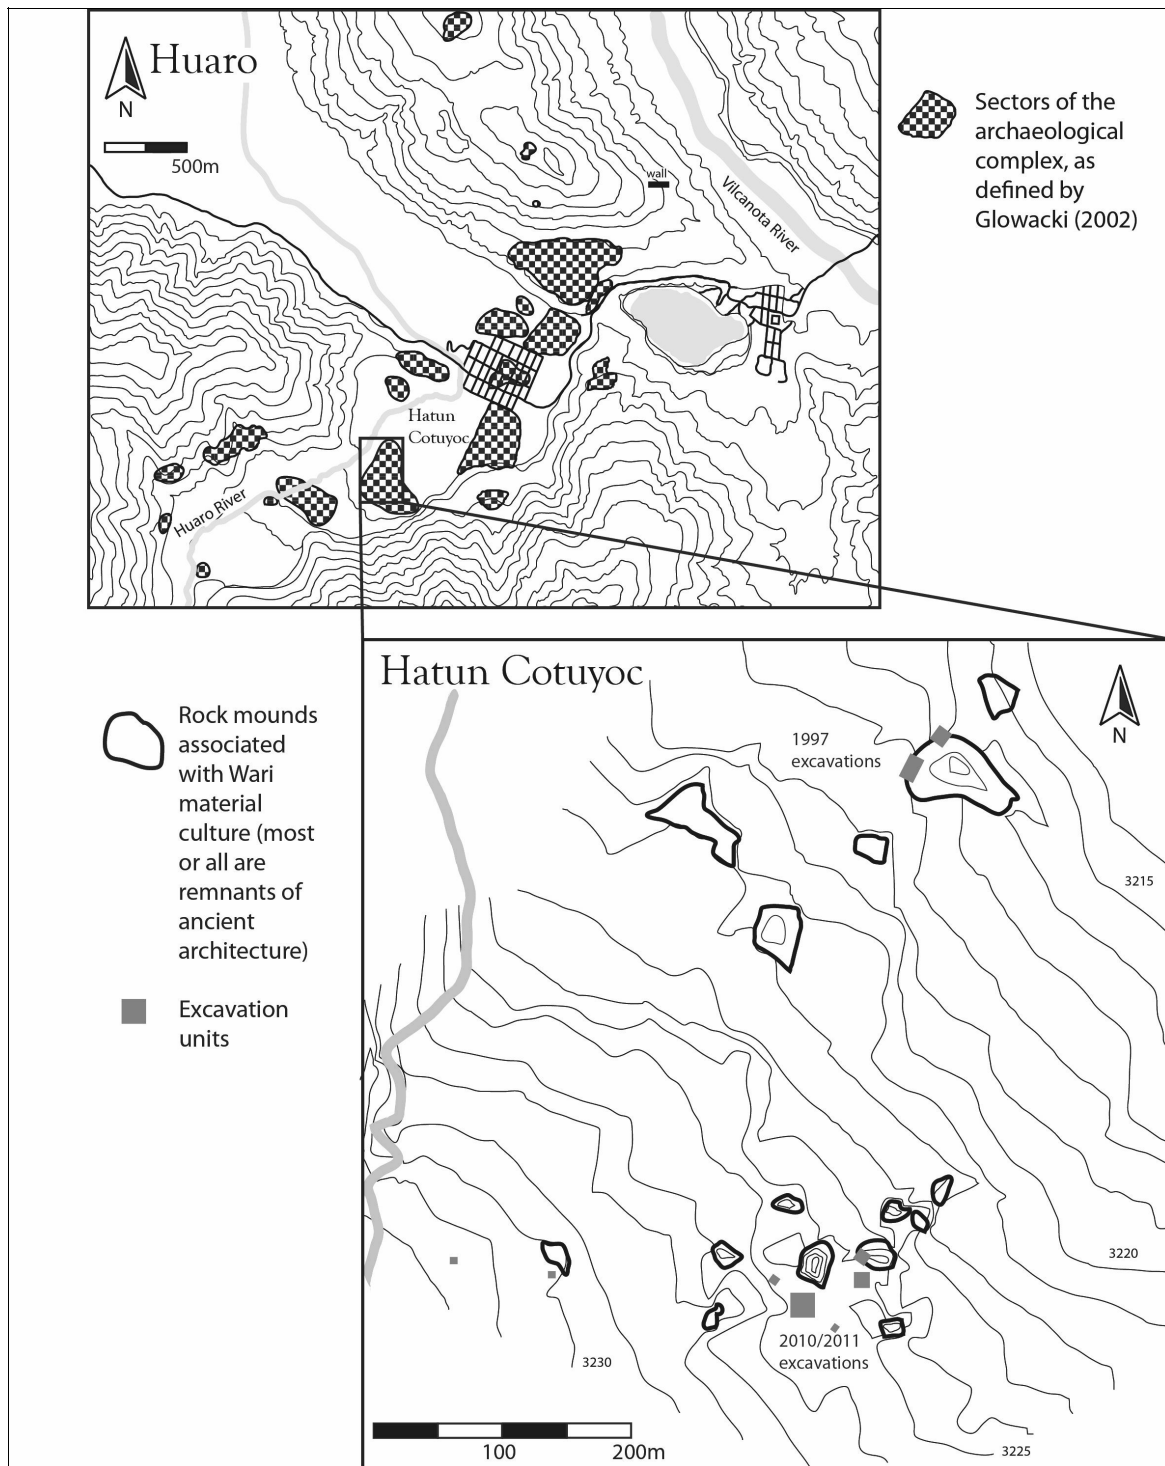 Huaro
N
500m
wall
Vilcanota River
Hatun
Cotuyoc
Huaro River
Sectors of the
archaeological
complex, as
defined by
Glowacki (2002)
Rock mounds
associated
with Wari
material
culture (most
or all are
remnants of
ancient
architecture)
Excavation
units
Hatun Cotuyoc
N
1997
excavations
3215
3220
2010/2011
excavations
3230
3225
100
200m